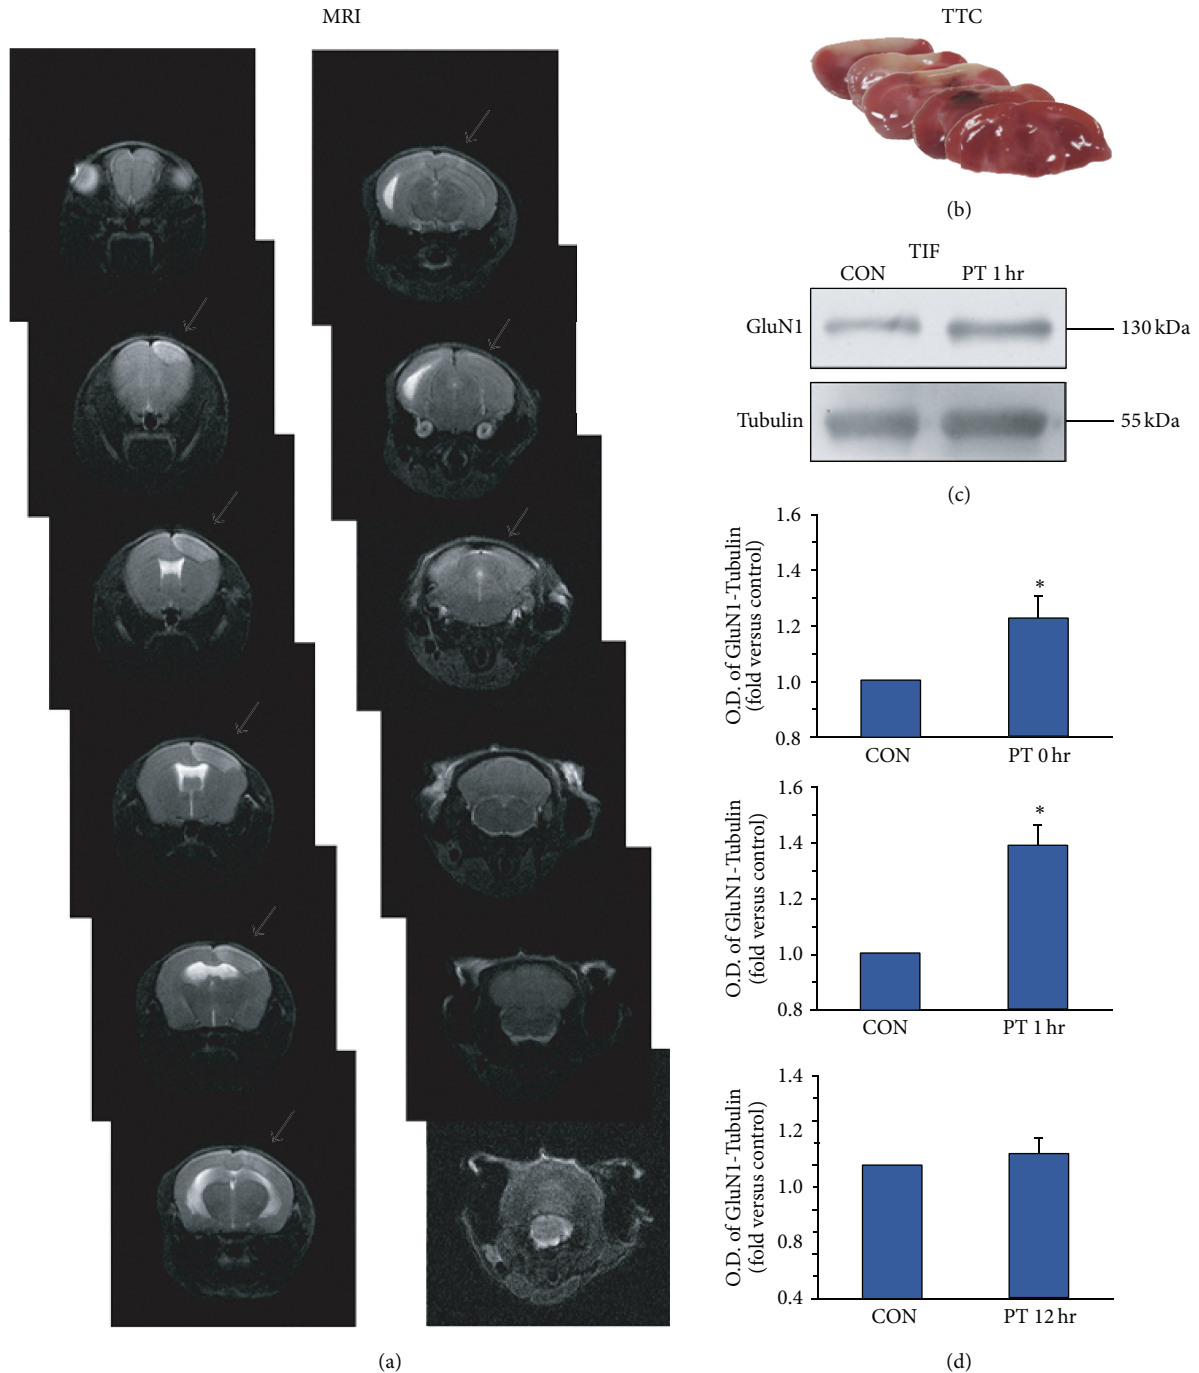 MRI
(a)
TTC
(b)
TIF
CON PT 1 hr
GluN1 130 kDa
Tubulin 55 kDa
(c)
O.D. of GluN1-Tubulin
(fold versus control)
1.6
1.4
1.2
1.0
0.8
*
CON PT 0 hr
O.D. of GluN1-Tubulin
(fold versus control)
1.6
1.4
1.2
1.0
0.8
*
CON PT 1 hr
O.D. of GluN1-Tubulin
(fold versus control)
1.4
1.2
1.0
0.8
0.4
CON PT 12 hr
(d)